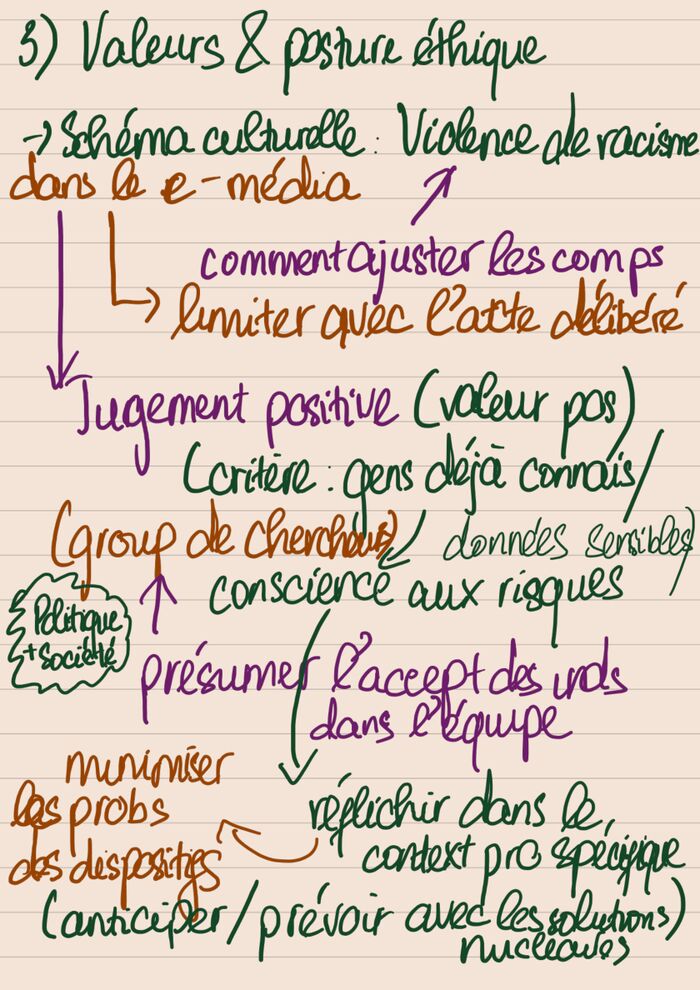 3) Valeurs & posture éthique
→ Schéma culturelle : Violence de racisme
dans le e-média
comment ajuster les comps
limiter avec l'acte délibéré
Jugement positive (valeur pos)
(critère : gens déjà connais/
données sensibles)
(group de chercheurs)
conscience aux risques
Politique
+ Société
présumer l'accept des
dans l'équipe
minimiser
les probs
des dispositifs
réflichir dans le
context pro spécifique
(anticiper/prévoir avec les solutions)
nucléaires